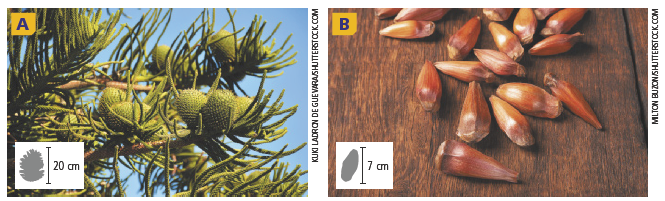 A
20 cm
KUKI LADRON DE GUEVARA/SHUTTERSTOCK.COM
B
7 cm
MILTON BUZON/SHUTTERSTOCK.COM